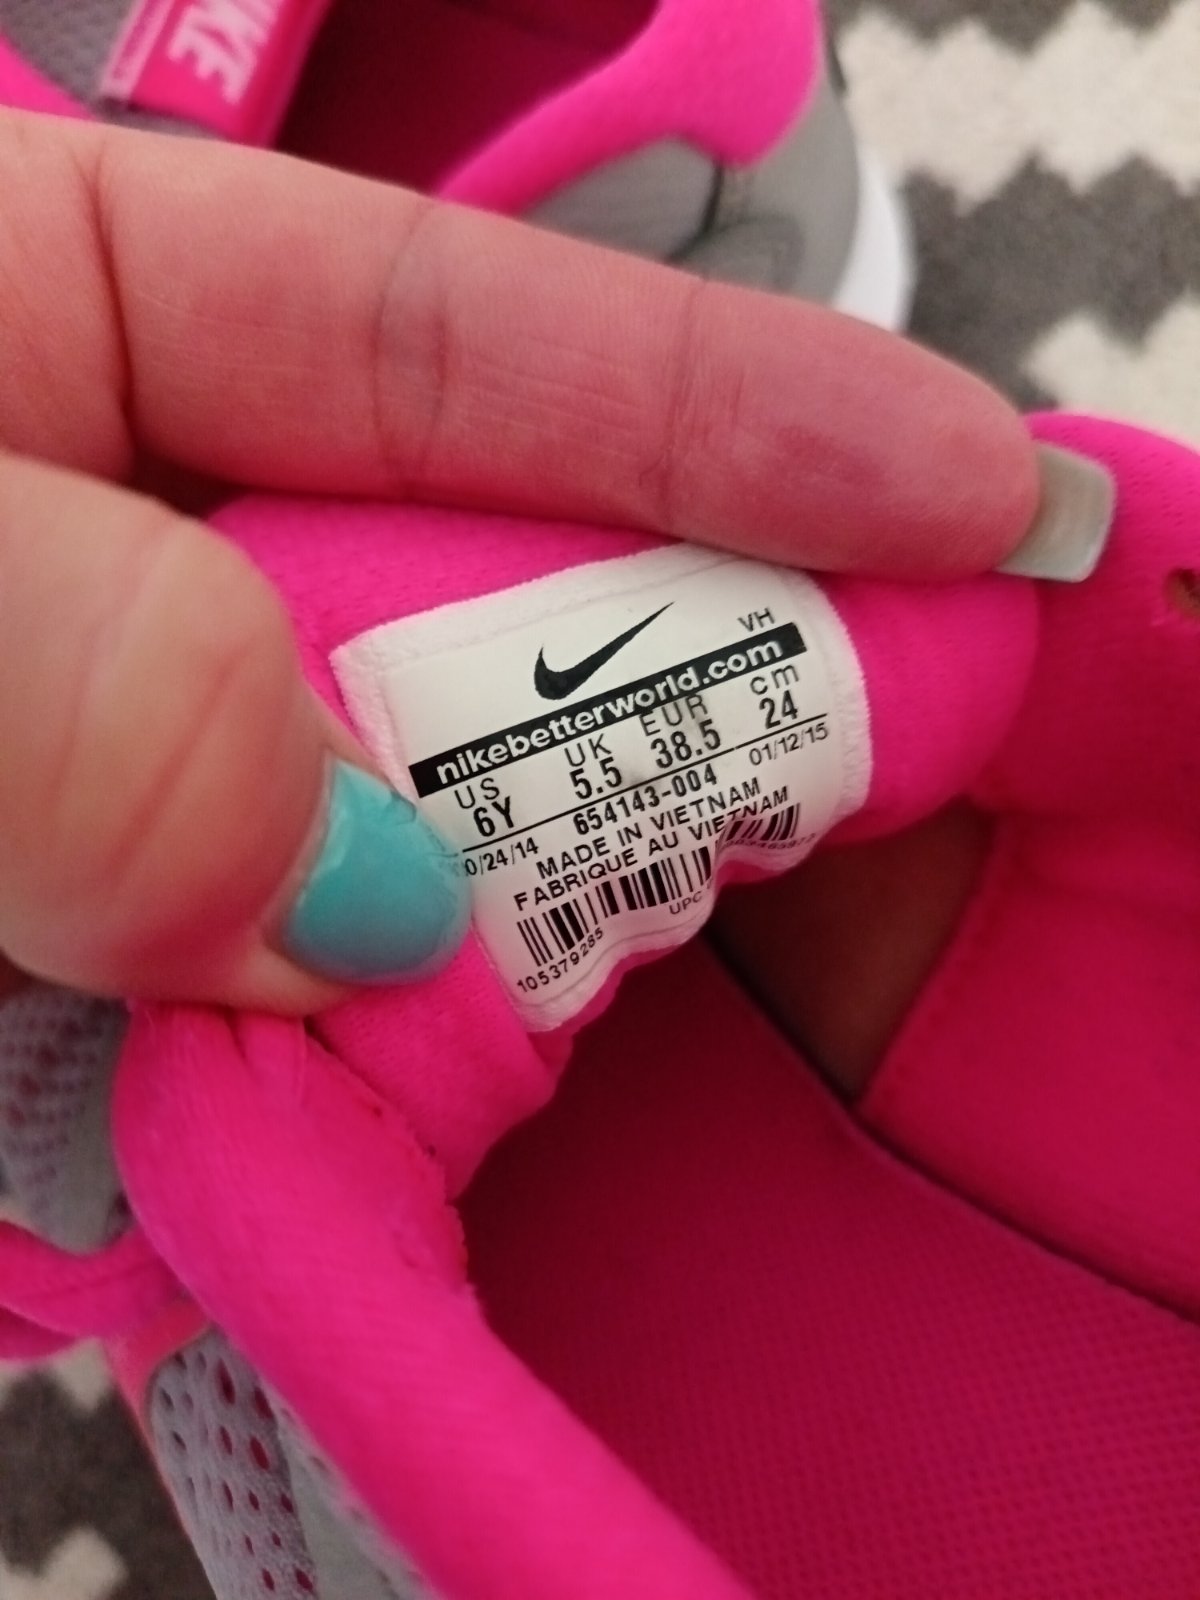 NIKE
VH
nikebetterworld.com
US UK EUR cm
6Y 5.5 38.5 24
0/24/14 654143-004 01/12/15
MADE IN VIETNAM
FABRIQUE AU VIETNAM
105379285 UPC